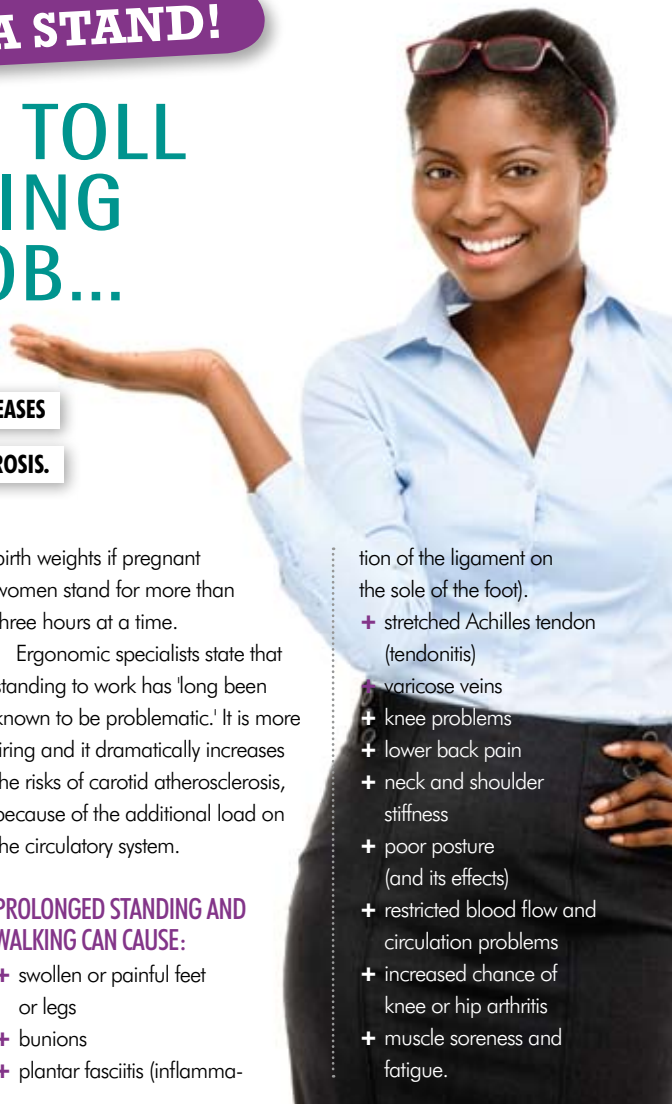 A STAND!
TOLL
ING
OB...
EASES
ROSIS.
birth weights if pregnant
women stand for more than
three hours at a time.
Ergonomic specialists state that
standing to work has 'long been
known to be problematic.' It is more
tiring and it dramatically increases
the risks of carotid atherosclerosis,
because of the additional load on
the circulatory system.
PROLONGED STANDING AND
WALKING CAN CAUSE:
+ swollen or painful feet
or legs
+ bunions
+ plantar fasciitis (inflamma-
tion of the ligament on
the sole of the foot).
+ stretched Achilles tendon
(tendonitis)
+ varicose veins
+ knee problems
+ lower back pain
+ neck and shoulder
stiffness
+ poor posture
(and its effects)
+ restricted blood flow and
circulation problems
+ increased chance of
knee or hip arthritis
+ muscle soreness and
fatigue.